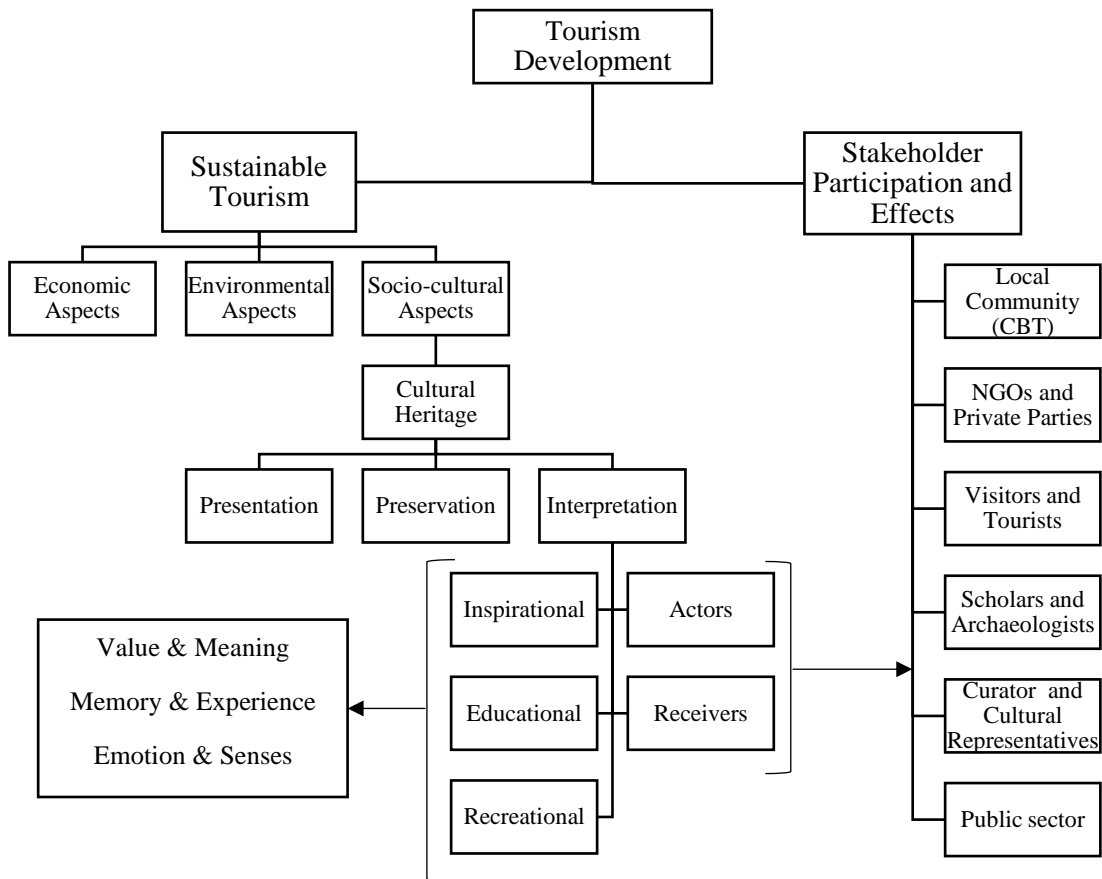 Tourism
Development
Sustainable
Tourism
Stakeholder
Participation and
Effects
Economic
Aspects
Environmental
Aspects
Socio-cultural
Aspects
Local
Community
(CBT)
Cultural
Heritage
NGOs and
Private Parties
Presentation
Preservation
Interpretation
Visitors and
Tourists
Inspirational
Actors
Scholars and
Archaeologists
Value & Meaning
Memory & Experience
Emotion & Senses
Educational
Receivers
Curator and
Cultural
Representatives
Recreational
Public sector